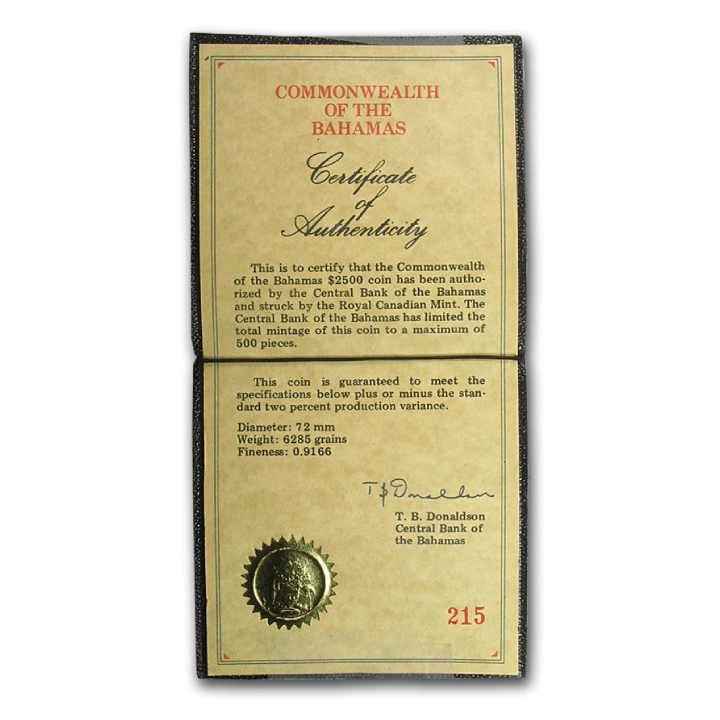 COMMONWEALTH
OF THE
BAHAMAS
Certificate
of
Authenticity
This is to certify that the Commonwealth
of the Bahamas $2500 coin has been autho-
rized by the Central Bank of the Bahamas
and struck by the Royal Canadian Mint. The
Central Bank of the Bahamas has limited the
total mintage of this coin to a maximum of
500 pieces.
This coin is guaranteed to meet the
specifications below plus or minus the stan-
dard two percent production variance.
Diameter: 72 mm
Weight: 6285 grains
Fineness: 0.9166
T B Donaldson
T. B. Donaldson
Central Bank of
the Bahamas
215